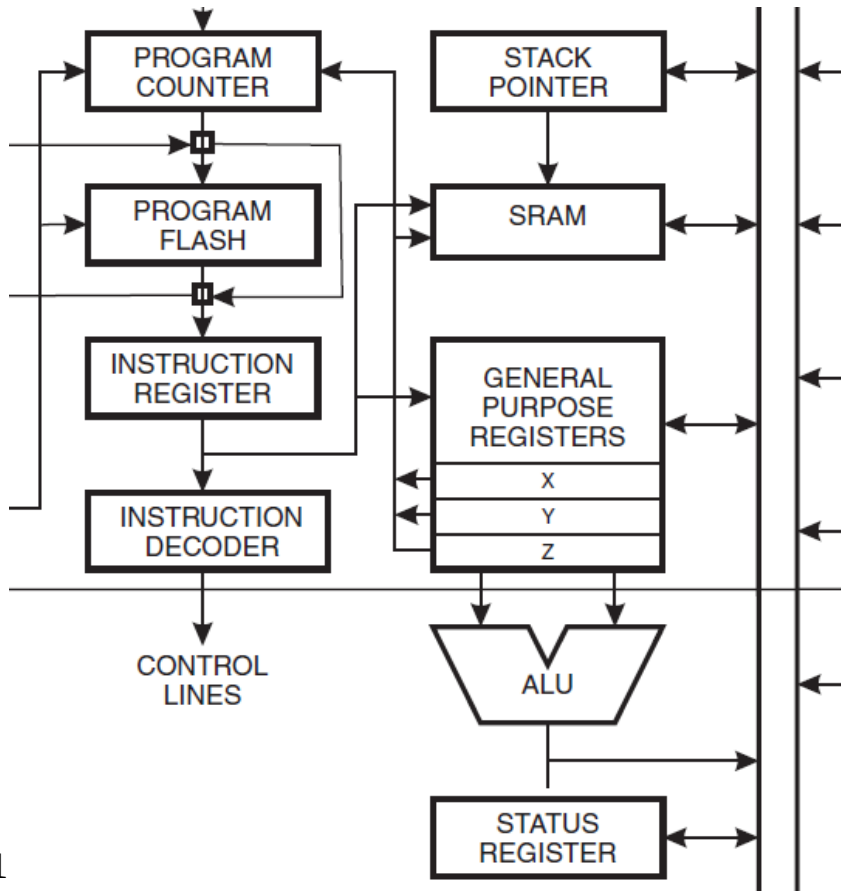 PROGRAM
COUNTER
STACK
POINTER
PROGRAM
FLASH
SRAM
INSTRUCTION
REGISTER
GENERAL
PURPOSE
REGISTERS
X
Y
Z
INSTRUCTION
DECODER
CONTROL
LINES
ALU
STATUS
REGISTER
1